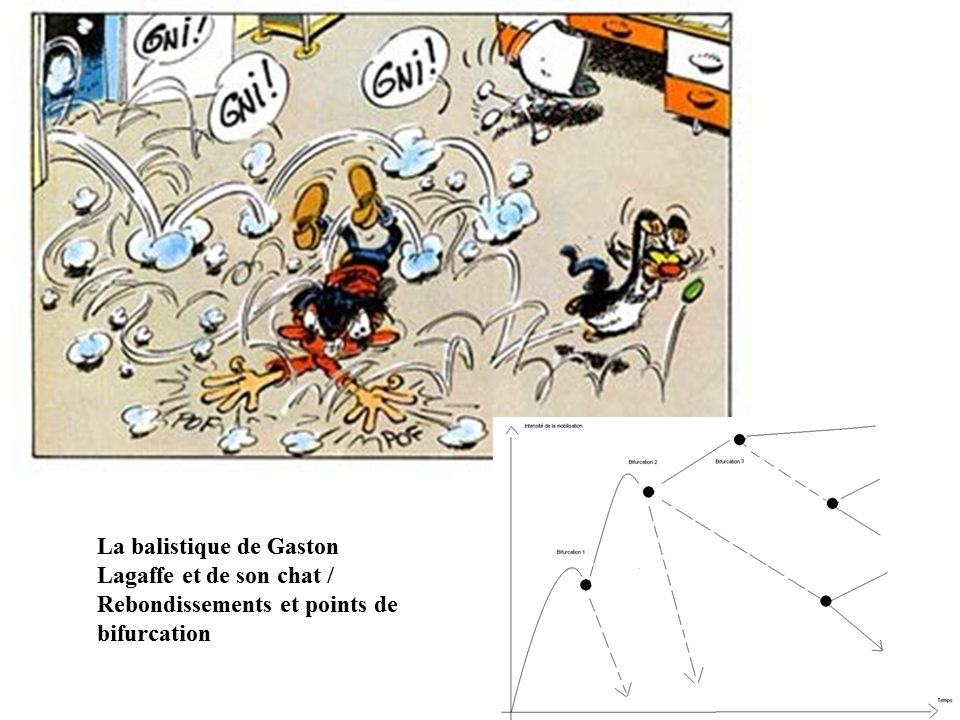 GNI!
GNI!
GNI!
POF
POF
Intensité de la mobilisation
Bifurcation 2
Bifurcation 3
Bifurcation 1
Temps
La balistique de Gaston
Lagaffe et de son chat /
Rebondissements et points de
bifurcation